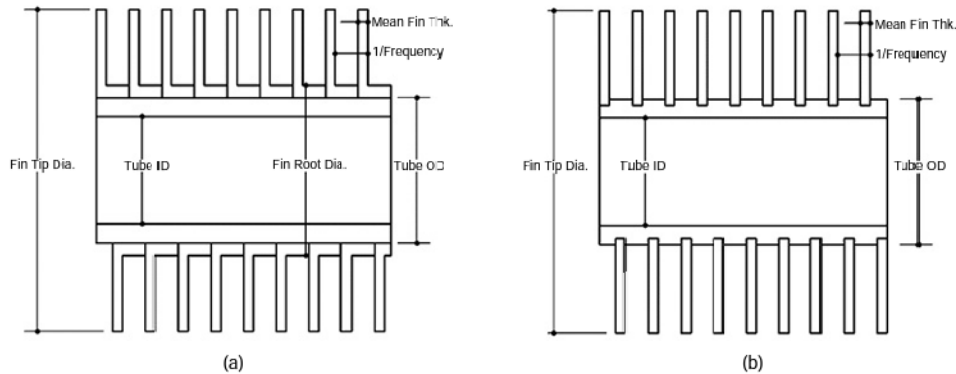 Mean Fin Thk.
1/Frequency
Fin Tip Dia.
Tube ID
Fin Root Dia.
Tube OD
(a)
Mean Fin Thk.
1/Frequency
Fin Tip Dia.
Tube ID
Tube OD
(b)